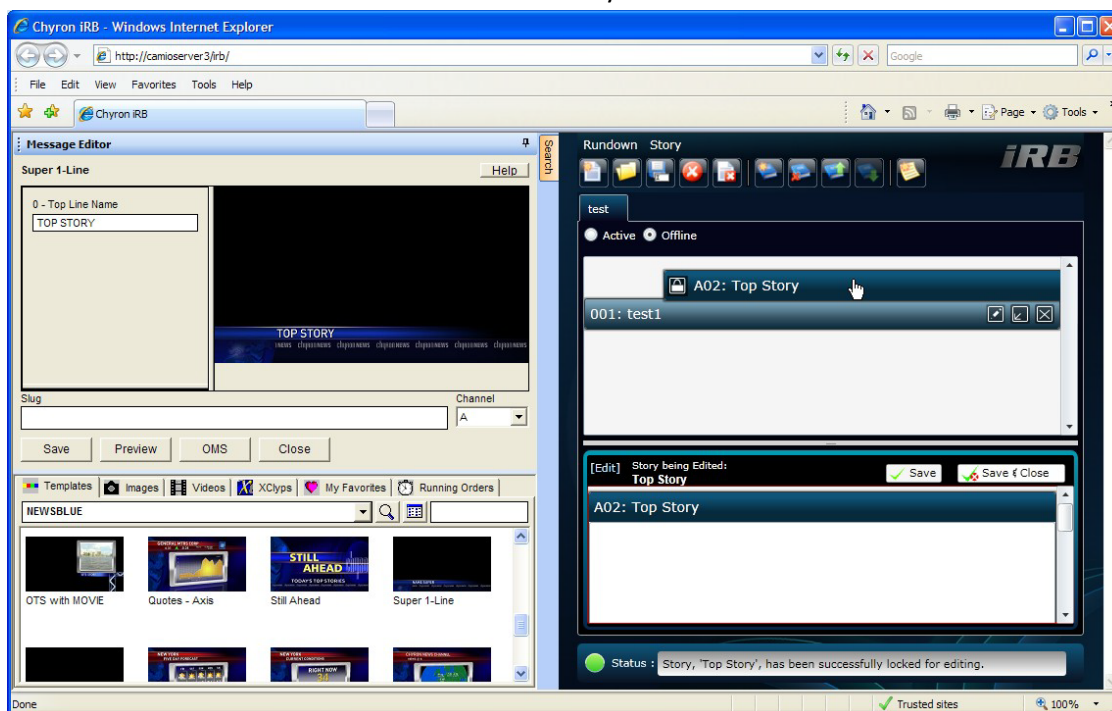 Chyron iRB - Windows Internet Explorer
http://camioserver3/irb/
Google
File Edit View Favorites Tools Help
Chyron iRB
Page Tools
Message Editor
Super 1-Line
Help
0 - Top Line Name
TOP STORY
TOP STORY
Slug
Channel
A
Save
Preview
OMS
Close
Templates
Images
Videos
XClyps
My Favorites
Running Orders
NEWSBLUE
STILL
AHEAD
TODAY'S TOP STORIES
OTS with MOVIE
Quotes - Axis
Still Ahead
Super 1-Line
RIGHT NOW
Search
Rundown Story
iRB
test
Active
Offline
A02: Top Story
001: test1
[Edit]
Story being Edited:
Top Story
Save
Save & Close
A02: Top Story
Status :
Story, 'Top Story', has been successfully locked for editing.
Done
Trusted sites
100%